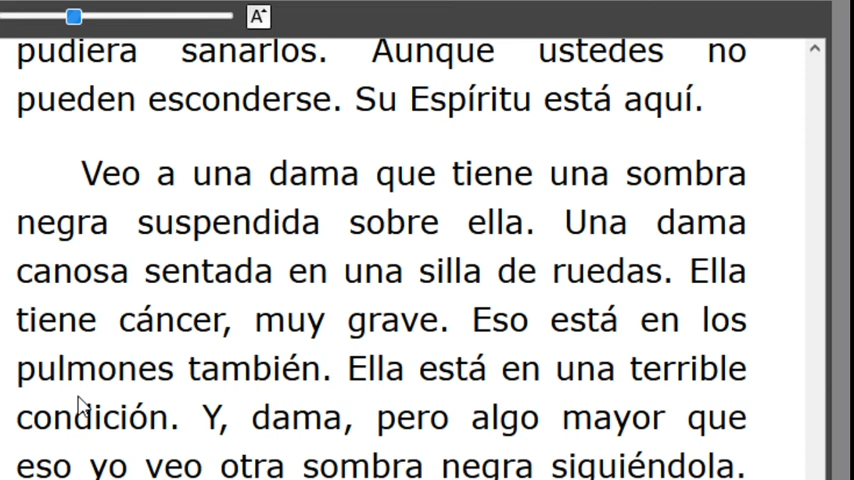 A
pudiera sanarlos. Aunque ustedes no
pueden esconderse. Su Espíritu está aquí.
Veo a una dama que tiene una sombra
negra suspendida sobre ella. Una dama
canosa sentada en una silla de ruedas. Ella
tiene cáncer, muy grave. Eso está en los
pulmones también. Ella está en una terrible
condición. Y, dama, pero algo mayor que
eso yo veo otra sombra negra siguiéndola.